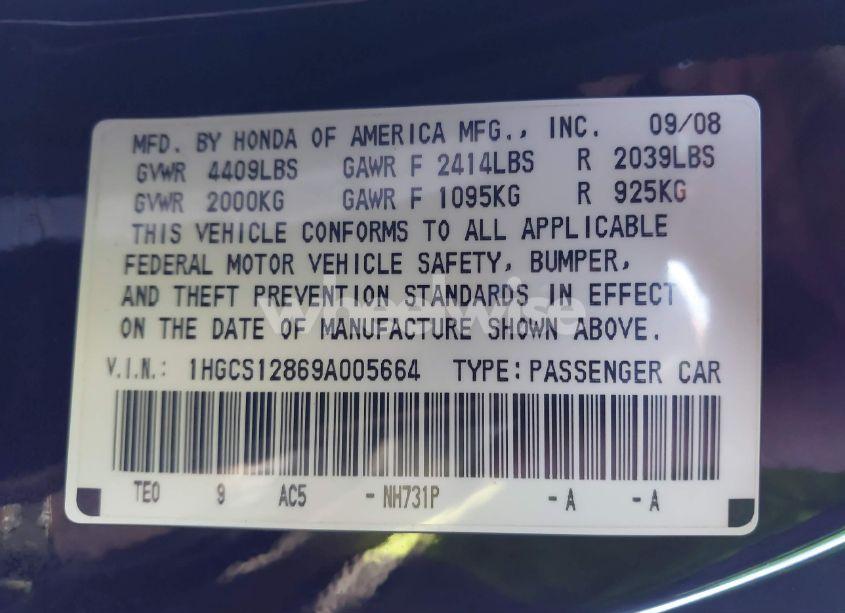 MFD. BY HONDA OF AMERICA MFG., INC. 09/08
GVWR 4409LBS GAWR F 2414LBS R 2039LBS
GVWR 2000KG GAWR F 1095KG R 925KG
THIS VEHICLE CONFORMS TO ALL APPLICABLE
FEDERAL MOTOR VEHICLE SAFETY, BUMPER,
AND THEFT PREVENTION STANDARDS IN EFFECT
ON THE DATE OF MANUFACTURE SHOWN ABOVE.
wheelwise
V.I.N.: 1HGCS12869A005664 TYPE: PASSENGER CAR
TE0 9 AC5 -NH731P -A -A